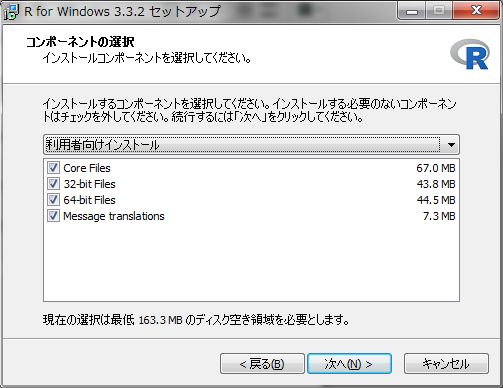 R for Windows 3.3.2 セットアップ
コンポーネントの選択
インストールコンポーネントを選択してください。
R
インストールするコンポーネントを選択してください。インストールする必要のないコンポーネン
トはチェックを外してください。続行するには「次へ」をクリックしてください。
利用者向けインストール
Core Files 67.0 MB
32-bit Files 43.8 MB
64-bit Files 44.5 MB
Message translations 7.3 MB
現在の選択は最低 163.3 MB のディスク空き領域を必要とします。
< 戻る(B) 次へ(N) > キャンセル